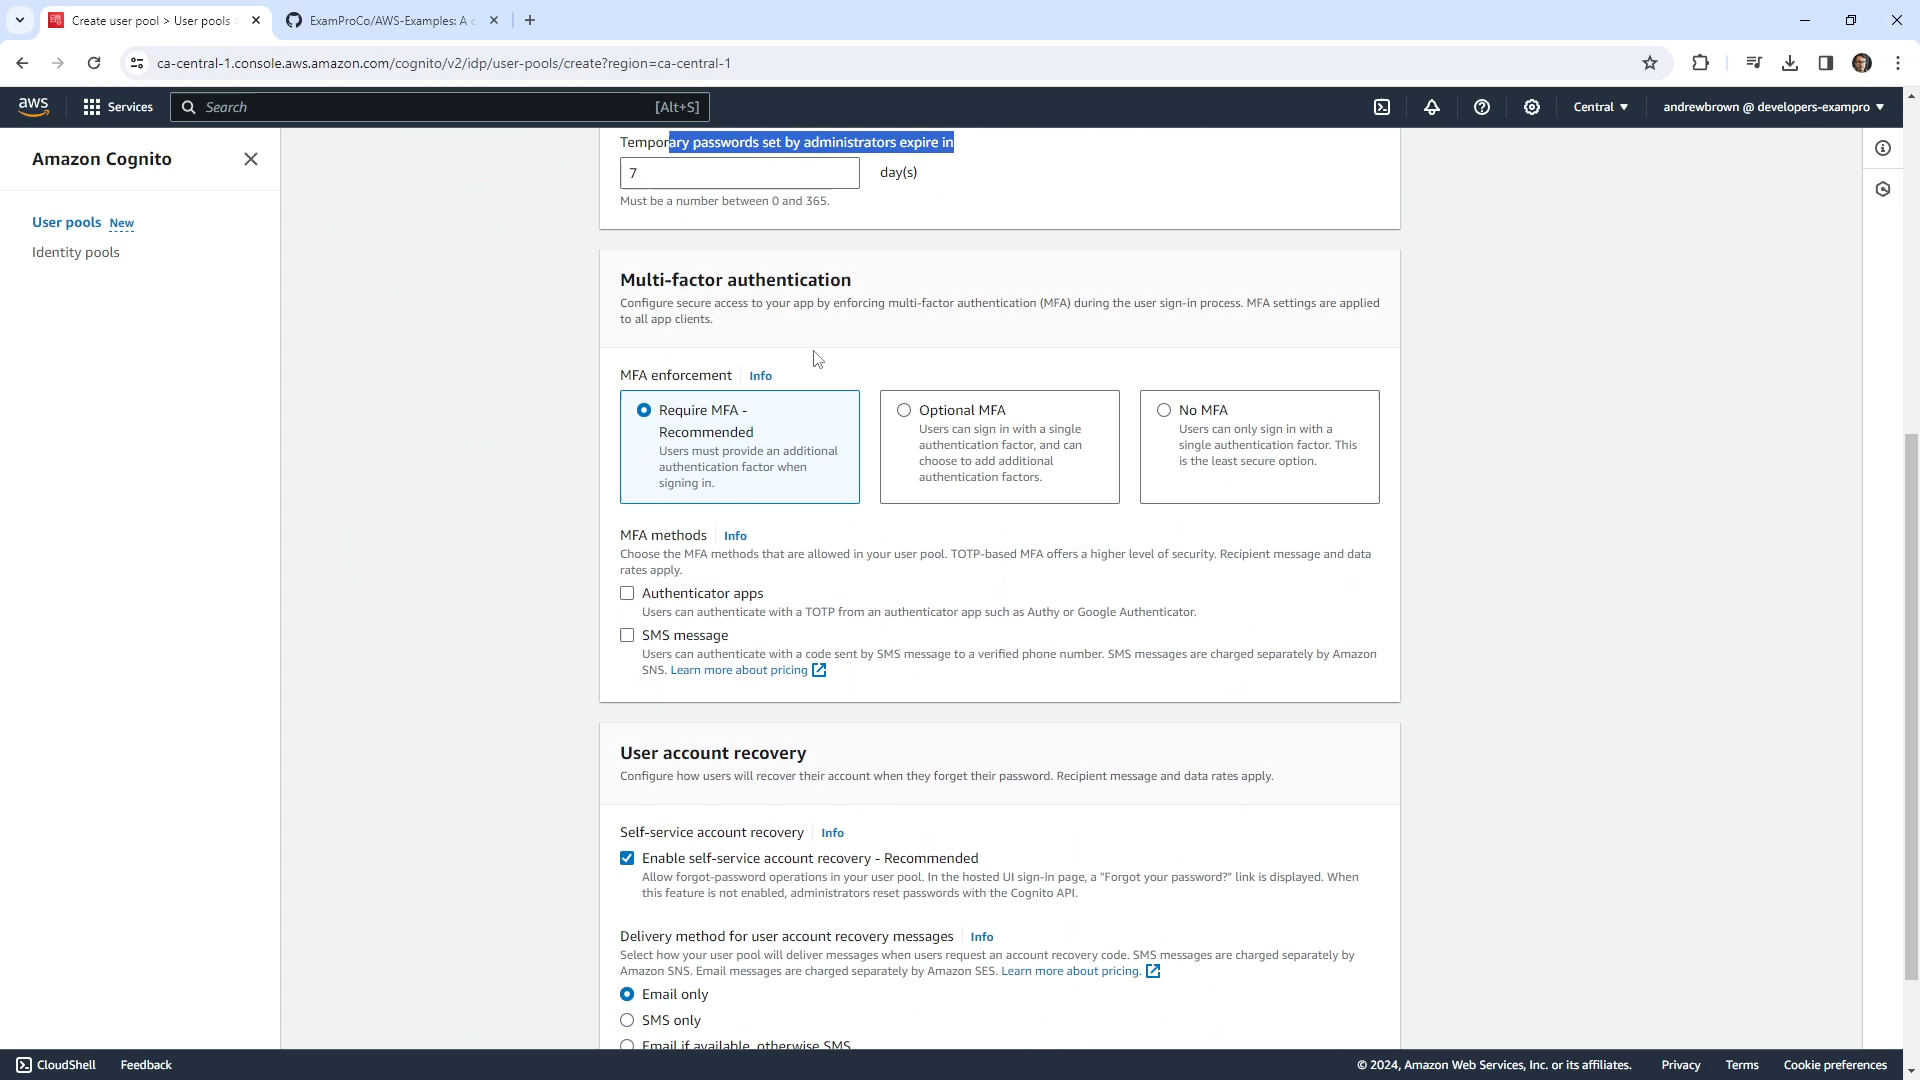 Create user pool > User pools
ExamProCo/AWS-Examples: A c
ca-central-1.console.aws.amazon.com/cognito/v2/idp/user-pools/create?region=ca-central-1
aws
Services
Search
[Alt+S]
Central
andrewbrown @ developers-exampro
Amazon Cognito
User pools New
Identity pools
Temporary passwords set by administrators expire in
7
day(s)
Must be a number between 0 and 365.
Multi-factor authentication
Configure secure access to your app by enforcing multi-factor authentication (MFA) during the user sign-in process. MFA settings are applied
to all app clients.
MFA enforcement Info
Require MFA -
Recommended
Users must provide an additional
authentication factor when
signing in.
Optional MFA
Users can sign in with a single
authentication factor, and can
choose to add additional
authentication factors.
No MFA
Users can only sign in with a
single authentication factor. This
is the least secure option.
MFA methods Info
Choose the MFA methods that are allowed in your user pool. TOTP-based MFA offers a higher level of security. Recipient message and data
rates apply.
Authenticator apps
Users can authenticate with a TOTP from an authenticator app such as Authy or Google Authenticator.
SMS message
Users can authenticate with a code sent by SMS message to a verified phone number. SMS messages are charged separately by Amazon
SNS. Learn more about pricing
User account recovery
Configure how users will recover their account when they forget their password. Recipient message and data rates apply.
Self-service account recovery Info
Enable self-service account recovery - Recommended
Allow forgot-password operations in your user pool. In the hosted UI sign-in page, a "Forgot your password?" link is displayed. When
this feature is not enabled, administrators reset passwords with the Cognito API.
Delivery method for user account recovery messages Info
Select how your user pool will deliver messages when users request an account recovery code. SMS messages are charged separately by
Amazon SNS. Email messages are charged separately by Amazon SES. Learn more about pricing.
Email only
SMS only
Email if available, otherwise SMS
CloudShell
Feedback
© 2024, Amazon Web Services, Inc. or its affiliates.
Privacy
Terms
Cookie preferences